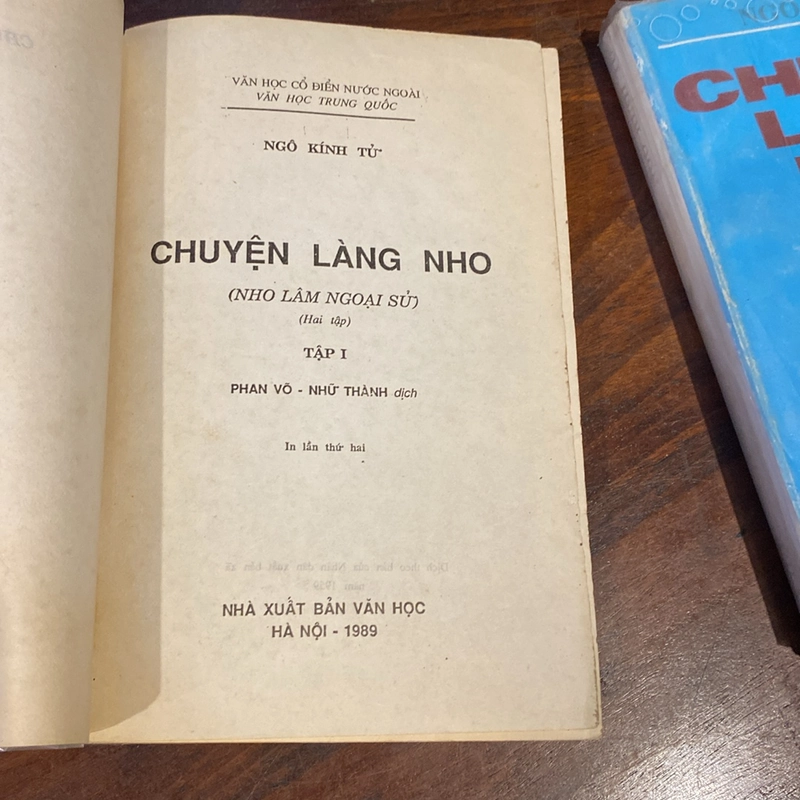 VĂN HỌC CỔ ĐIỂN NƯỚC NGOÀI
VĂN HỌC TRUNG QUỐC
NGÔ KÍNH TỬ
CHUYỆN LÀNG NHO
(NHO LÂM NGOẠI SỬ)
(Hai tập)
TẬP I
PHAN VÕ - NHỮ THÀNH dịch
In lần thứ hai
NHÀ XUẤT BẢN VĂN HỌC
HÀ NỘI - 1989